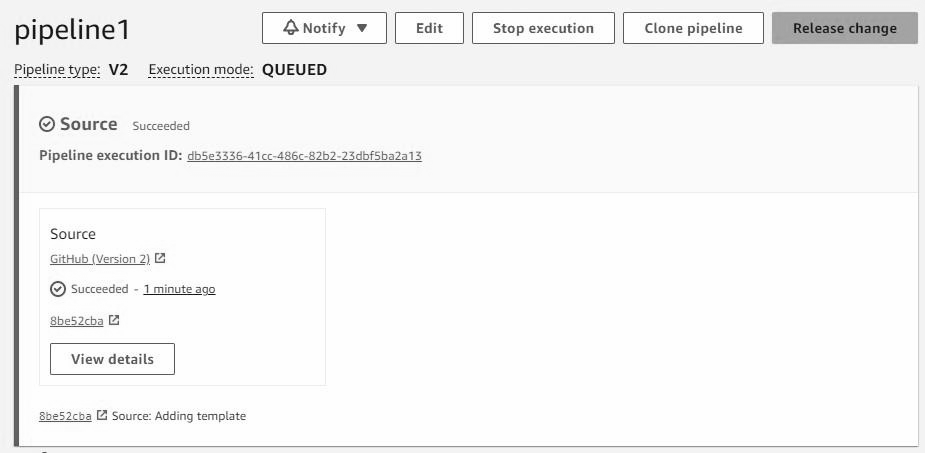 pipeline1
Notify ▼
Edit
Stop execution
Clone pipeline
Release change
Pipeline type: V2 Execution mode: QUEUED
Source Succeeded
Pipeline execution ID: db5e3336-41cc-486c-82b2-23dbf5ba2a13
Source
GitHub (Version 2)
Succeeded - 1 minute ago
8be52cba
View details
8be52cba Source: Adding template